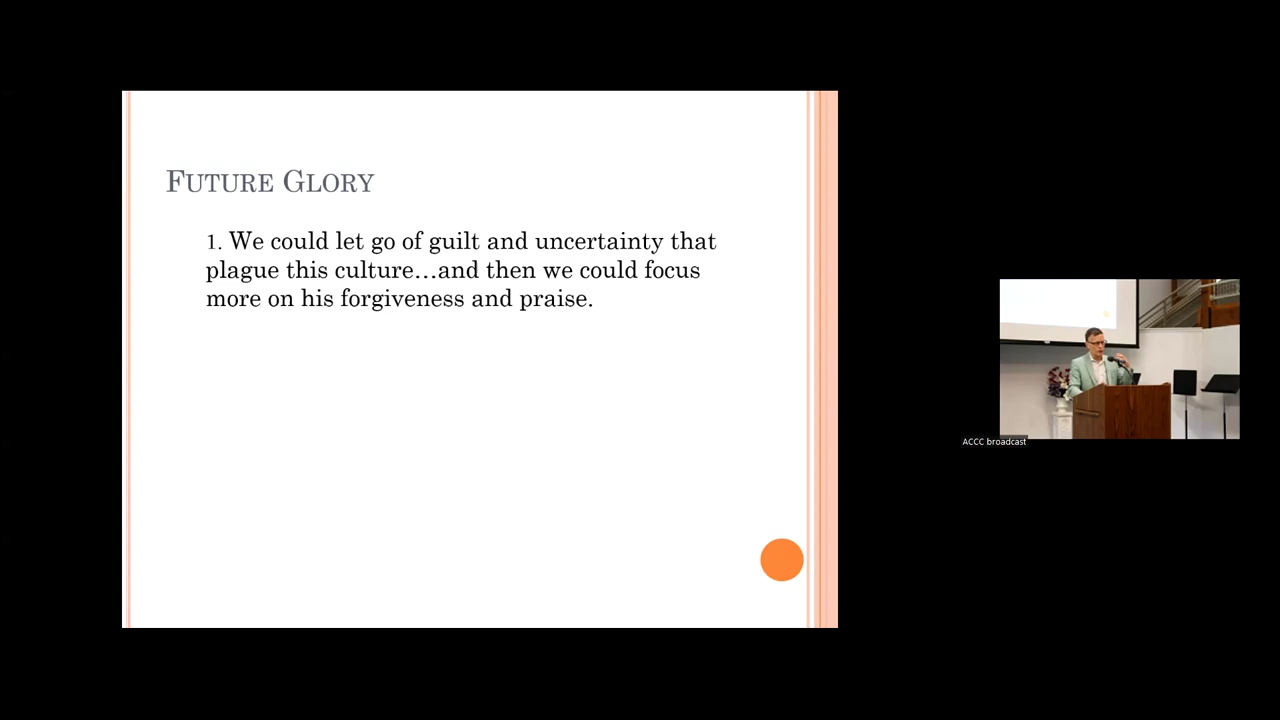 Future Glory
1. We could let go of guilt and uncertainty that
plague this culture…and then we could focus
more on his forgiveness and praise.
ACCC broadcast